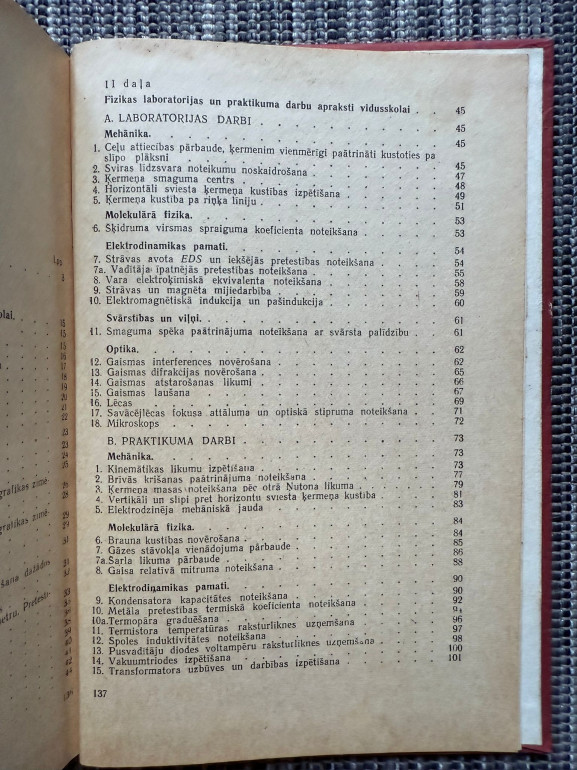 II daļa
Fizikas laboratorijas un praktikuma darbu apraksti vidusskolai . . 45
A. LABORATORIJAS DARBI . . . . . . . . 45
Mehānika. . . . . . . . . . . . 45
1. Ceļu attiecības pārbaude, ķermenim vienmērīgi paātrināti kustoties pa
slīpo plāksni . . . . . . . . . . 45
2. Sviras līdzsvara noteikumu noskaidrošana . . . . . 47
3. Ķermeņa smaguma centrs . . . . . . . . 48
4. Horizontāli sviesta ķermeņa kustības izpētīšana . . . . 49
5. Ķermeņa kustība pa riņķa līniju . . . . . . . 51
Molekulārā fizika. . . . . . . . . . 53
6. Šķidruma virsmas spraiguma koeficienta noteikšana . . . 53
Elektrodinamikas pamati. . . . . . . . . 54
7. Strāvas avota EDS un iekšējās pretestības noteikšana . . . 54
7a. Vadītāja īpatnējās pretestības noteikšana . . . . . 55
8. Vara elektroķīmiskā ekvivalenta noteikšana . . . . . 58
9. Strāvas un magnēta mijiedarbība . . . . . . 59
10. Elektromagnētiskā indukcija un pašindukcija . . . . 60
Svārstības un viļņi. . . . . . . . . . 61
11. Smaguma spēka paātrinājuma noteikšana ar svārsta palīdzību . . 61
Optika. . . . . . . . . . . . 62
12. Gaismas interferences novērošana . . . . . . 62
13. Gaismas difrakcijas novērošana . . . . . . . 65
14. Gaismas atstarošanas likumi . . . . . . . 66
15. Gaismas laušana . . . . . . . . . 67
16. Lēcas . . . . . . . . . . . 69
17. Savācējlēcas fokusa attāluma un optiskā stipruma noteikšana . . 71
18. Mikroskops . . . . . . . . . . 72
B. PRAKTIKUMA DARBI . . . . . . . . . 73
Mehānika. . . . . . . . . . . . 73
1. Kinemātikas likumu izpētīšana . . . . . . . 73
2. Brīvās krišanas paātrinājuma noteikšana . . . . . 77
3. Ķermeņa masas noteikšana pēc otrā Ņutona likuma . . . 79
4. Vertikāli un slīpi pret horizontu sviesta ķermeņa kustība . . 81
5. Elektrodzinēja mehāniskā jauda . . . . . . 83
Molekulārā fizika. . . . . . . . . . 84
6. Brauna kustības novērošana . . . . . . . 84
7. Gāzes stāvokļa vienādojuma pārbaude . . . . . 85
7a. Šarla likuma pārbaude . . . . . . . . 86
8. Gaisa relatīvā mitruma noteikšana . . . . . . 88
Elektrodinamikas pamati. . . . . . . . . 90
9. Kondensatora kapacitātes noteikšana . . . . . . 90
10. Metāla pretestības termiskā koeficienta noteikšana . . . 92
10a. Termopāra graduēšana . . . . . . . . 94
11. Termistora temperatūras raksturlīknes uzņemšana . . . 96
12. Spoles induktivitātes noteikšana . . . . . . 97
13. Pusvadītāju diodes voltampēru raksturlīknes uzņemšana . . 98
14. Vakuumtriodes izpētīšana . . . . . . . 100
15. Transformatora uzbūves un darbības izpētīšana . . . . 101
137